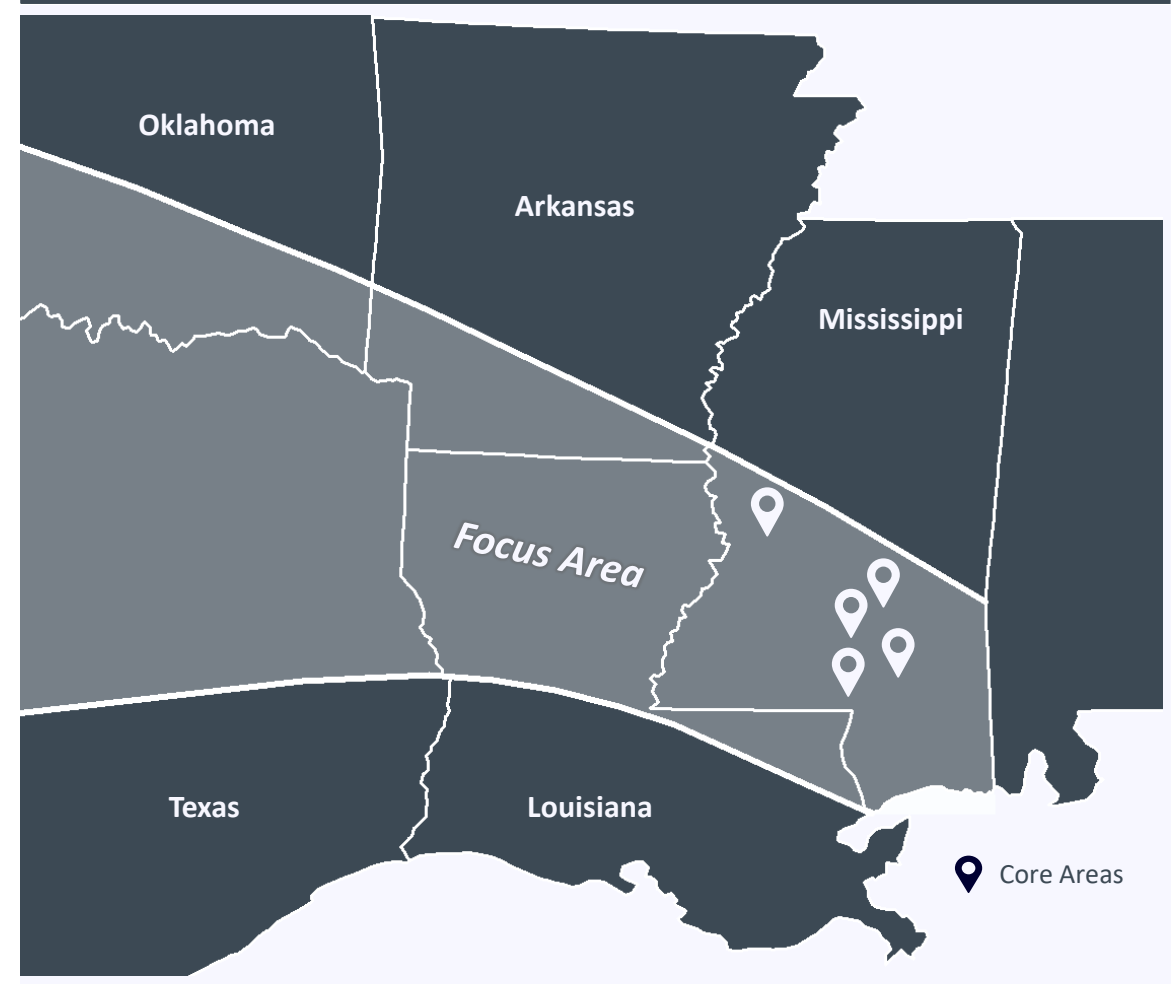 Oklahoma
Arkansas
Mississippi
Focus Area
Texas
Louisiana
Core Areas